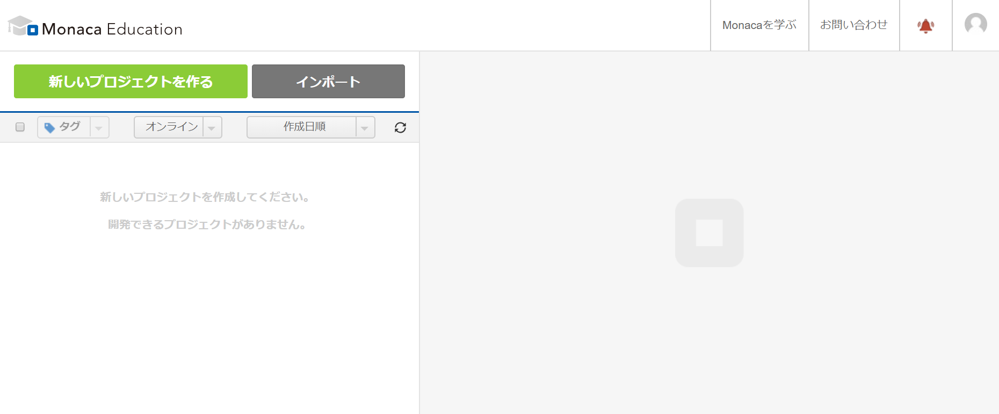 Monaca Education
Monacaを学ぶ
お問い合わせ
新しいプロジェクトを作る
インポート
タグ
オンライン
作成日順
新しいプロジェクトを作成してください。
開発できるプロジェクトがありません。